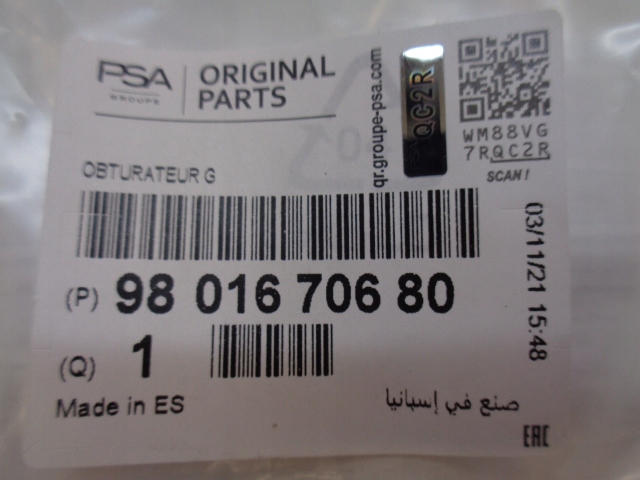 PSA
GROUPE
ORIGINAL
PARTS
qr.groupe-psa.com
QC2R
WM88VG
7RQC2R
SCAN!
OBTURATEUR G
(P) 98 016 706 80
(Q) 1
03/11/21 15:48
Made in ES
صنع في إسبانيا
EAC